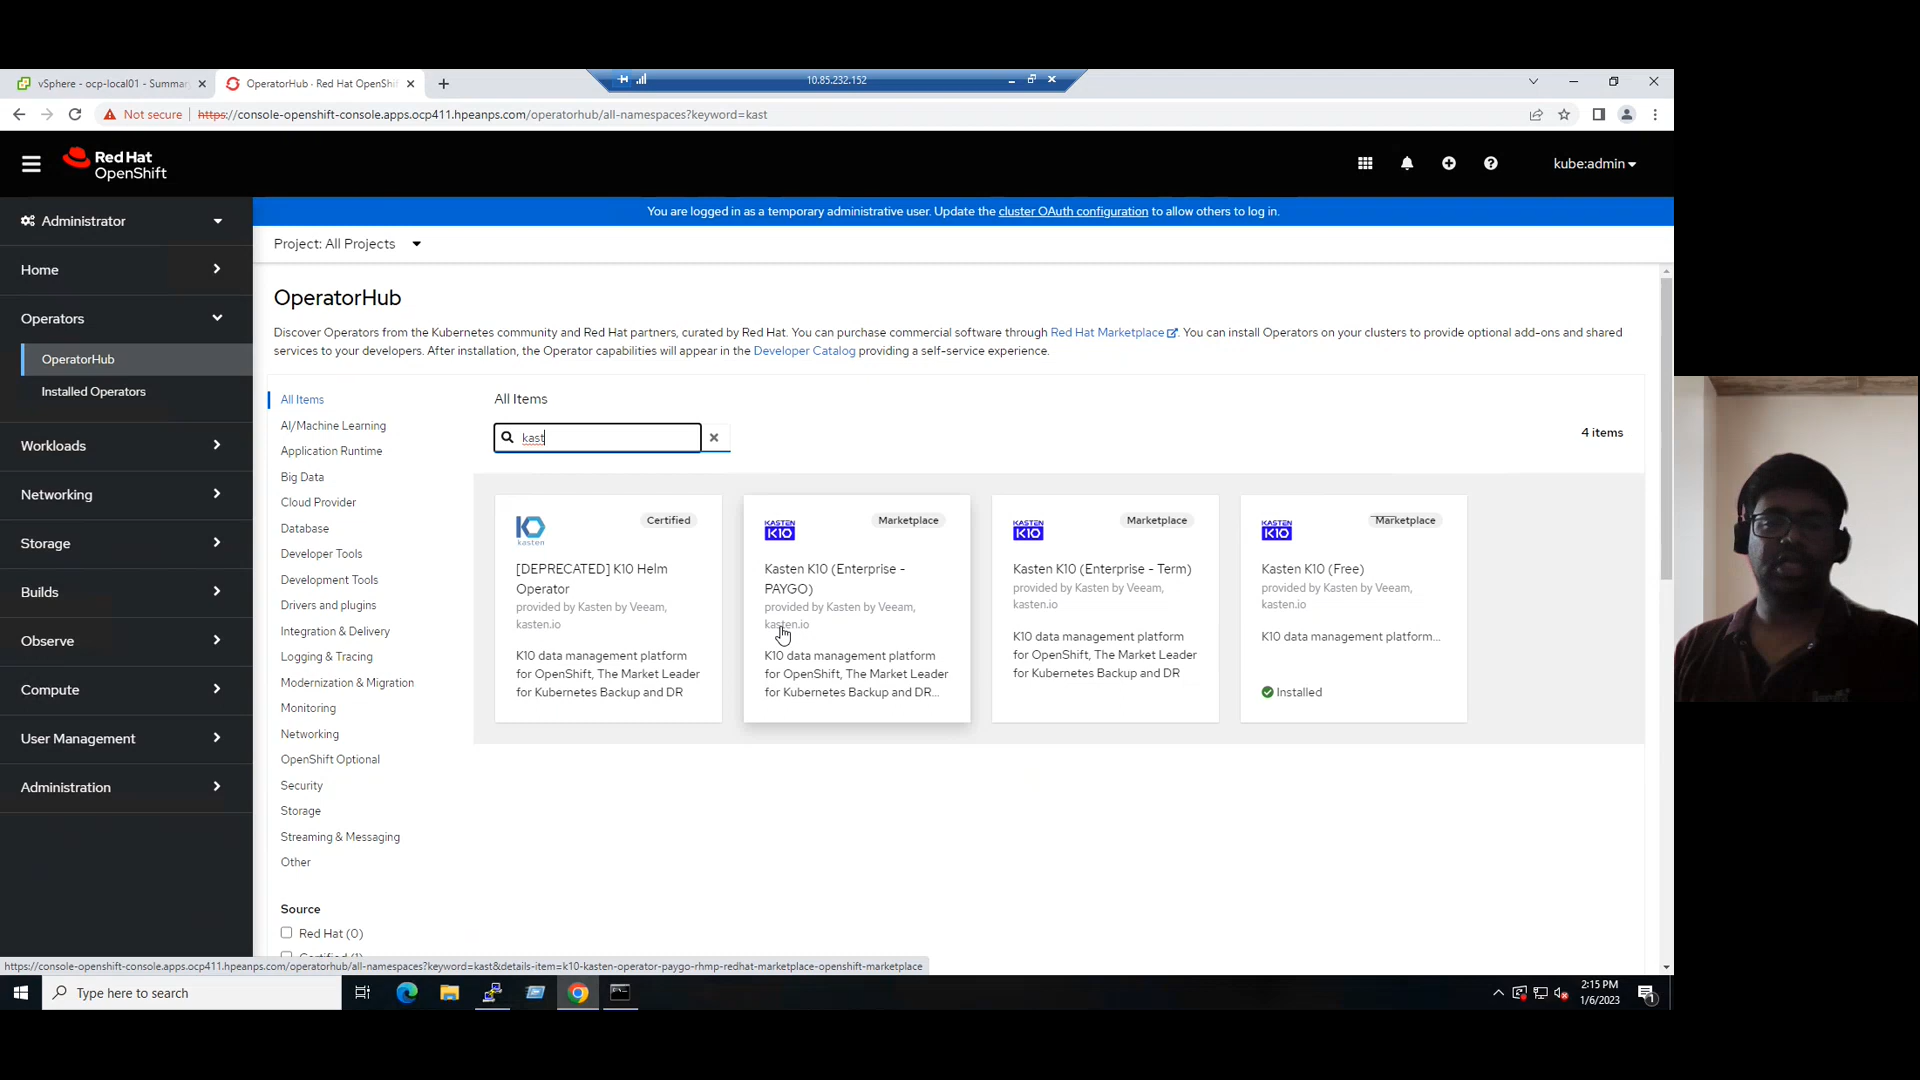 vSphere - ocp-local01 - Summar
OperatorHub · Red Hat OpenShi
10.85.232.152
Not secure
https://console-openshift-console.apps.ocp411.hpeanps.com/operatorhub/all-namespaces?keyword=kast
Red Hat
OpenShift
kube:admin
Administrator
You are logged in as a temporary administrative user. Update the cluster OAuth configuration to allow others to log in.
Project: All Projects
Home
Operators
OperatorHub
Installed Operators
Workloads
Networking
Storage
Builds
Observe
Compute
User Management
Administration
OperatorHub
Discover Operators from the Kubernetes community and Red Hat partners, curated by Red Hat. You can purchase commercial software through Red Hat Marketplace. You can install Operators on your clusters to provide optional add-ons and shared
services to your developers. After installation, the Operator capabilities will appear in the Developer Catalog providing a self-service experience.
All Items
AI/Machine Learning
Application Runtime
Big Data
Cloud Provider
Database
Developer Tools
Development Tools
Drivers and plugins
Integration & Delivery
Logging & Tracing
Modernization & Migration
Monitoring
Networking
OpenShift Optional
Security
Storage
Streaming & Messaging
Other
Source
Red Hat (0)
Certified (1)
All Items
kast
4 items
K10
kasten
Certified
[DEPRECATED] K10 Helm
Operator
provided by Kasten by Veeam,
kasten.io
K10 data management platform
for OpenShift, The Market Leader
for Kubernetes Backup and DR
KASTEN
K10
Marketplace
Kasten K10 (Enterprise -
PAYGO)
provided by Kasten by Veeam,
kasten.io
K10 data management platform
for OpenShift, The Market Leader
for Kubernetes Backup and DR...
KASTEN
K10
Marketplace
Kasten K10 (Enterprise - Term)
provided by Kasten by Veeam,
kasten.io
K10 data management platform
for OpenShift, The Market Leader
for Kubernetes Backup and DR
KASTEN
K10
Marketplace
Kasten K10 (Free)
provided by Kasten by Veeam,
kasten.io
K10 data management platform...
Installed
https://console-openshift-console.apps.ocp411.hpeanps.com/operatorhub/all-namespaces?keyword=kast&details-item=k10-kasten-operator-paygo-rhmp-redhat-marketplace-openshift-marketplace
Type here to search
2:15 PM
1/6/2023
1